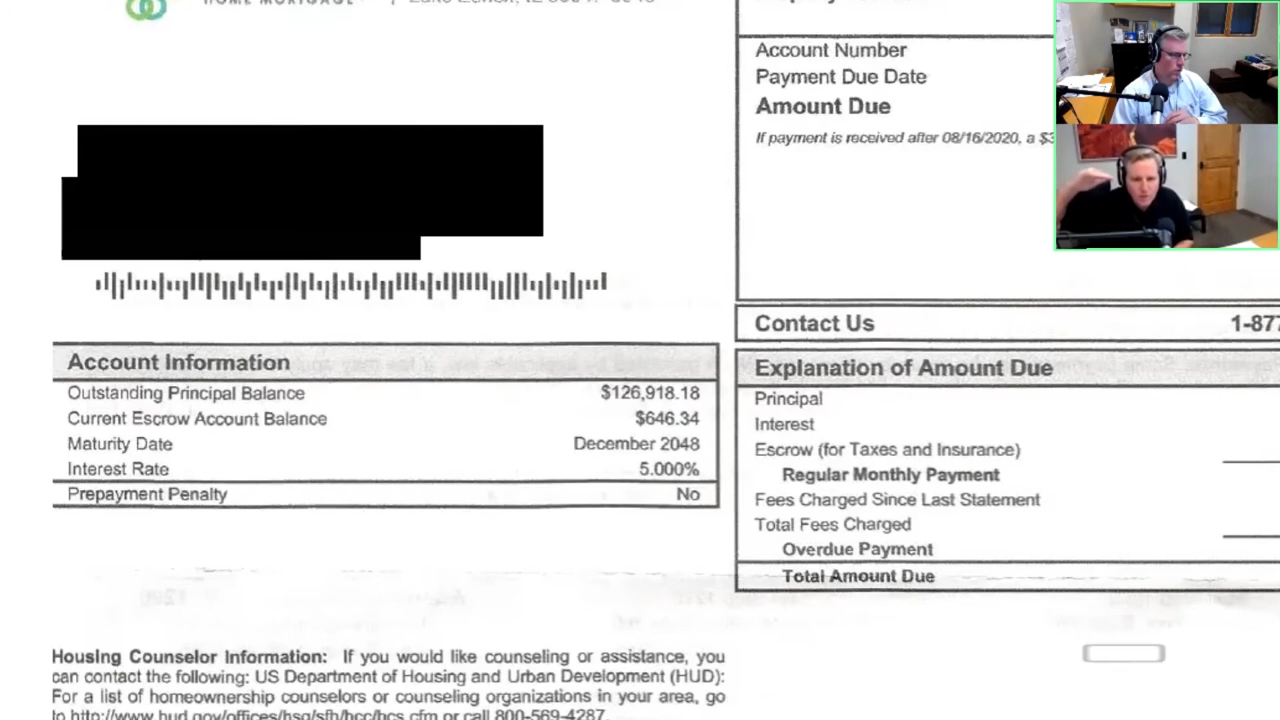 HOME MORTGAGE
Account Number
Payment Due Date
Amount Due
If payment is received after 08/16/2020, a $3
Contact Us 1-877
Account Information
Outstanding Principal Balance $126,918.18
Current Escrow Account Balance $646.34
Maturity Date December 2048
Interest Rate 5.000%
Prepayment Penalty No
Explanation of Amount Due
Principal
Interest
Escrow (for Taxes and Insurance)
Regular Monthly Payment
Fees Charged Since Last Statement
Total Fees Charged
Overdue Payment
Total Amount Due
Housing Counselor Information: If you would like counseling or assistance, you
can contact the following: US Department of Housing and Urban Development (HUD):
For a list of homeownership counselors or counseling organizations in your area, go
to http://www.hud.gov/offices/hsg/sfh/hcc/hcs.cfm or call 800-569-4287.